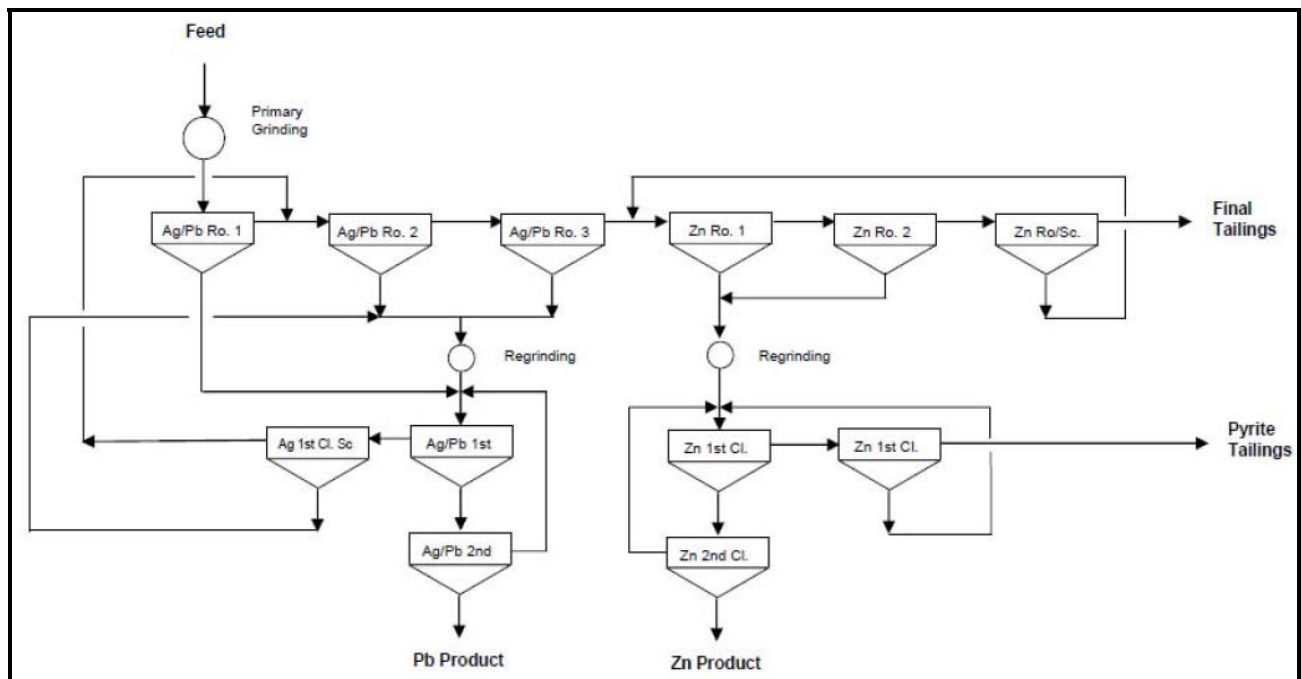 Feed
Primary
Grinding
Ag/Pb Ro. 1
Ag/Pb Ro. 2
Ag/Pb Ro. 3
Zn Ro. 1
Zn Ro. 2
Zn Ro/Sc.
Final
Tailings
Regrinding
Regrinding
Ag 1st Cl. Sc
Ag/Pb 1st
Zn 1st Cl.
Zn 1st Cl.
Pyrite
Tailings
Ag/Pb 2nd
Zn 2nd Cl.
Pb Product
Zn Product